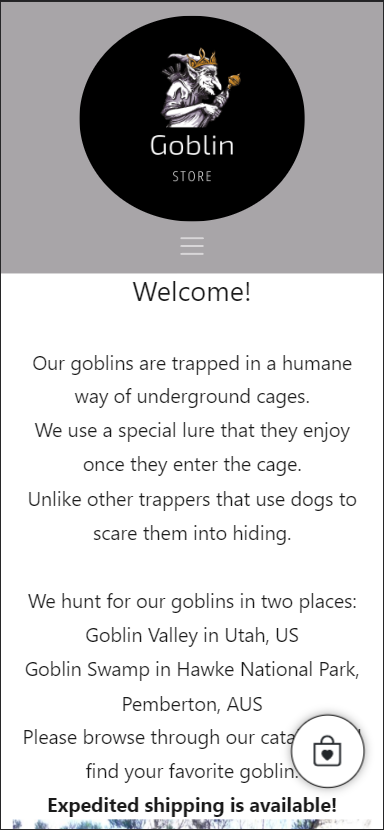 Goblin
STORE
Welcome!
Our goblins are trapped in a humane
way of underground cages.
We use a special lure that they enjoy
once they enter the cage.
Unlike other trappers that use dogs to
scare them into hiding.
We hunt for our goblins in two places:
Goblin Valley in Utah, US
Goblin Swamp in Hawke National Park,
Pemberton, AUS
Please browse through our
find your favorite goblin.
Expedited shipping is available!